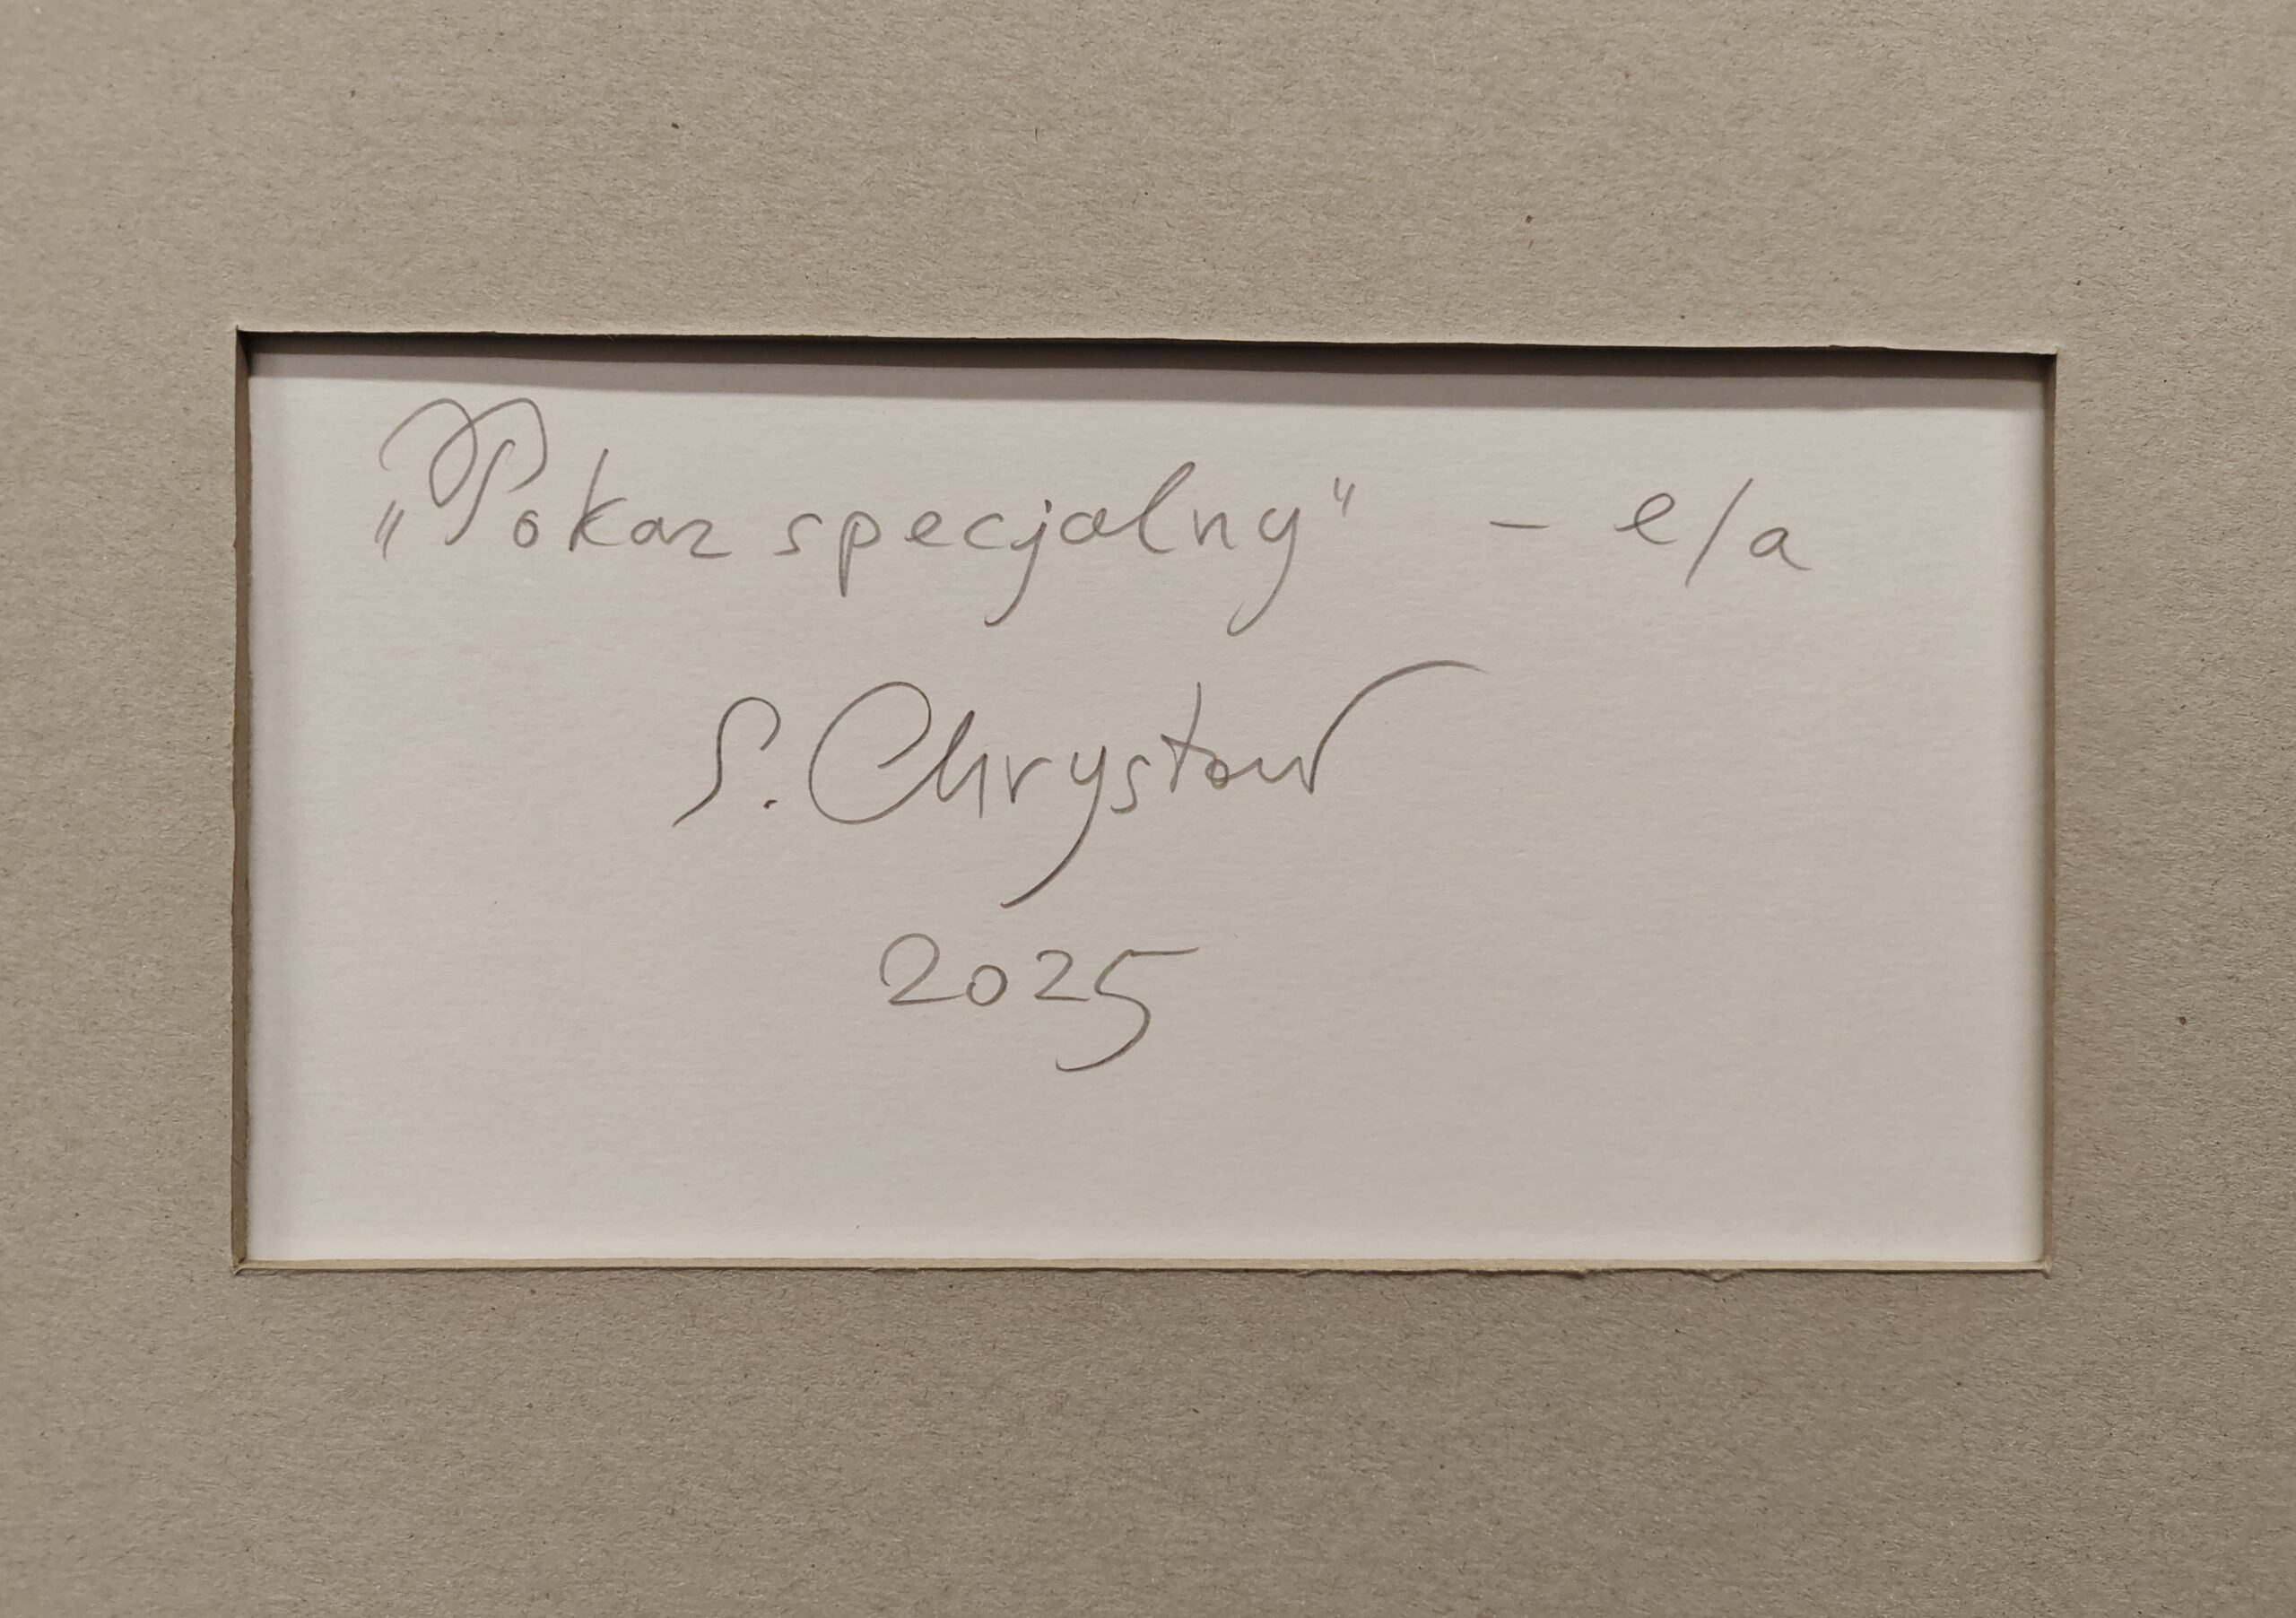 „Pokaz specjalny" – e/a
S. Chrystow
2025